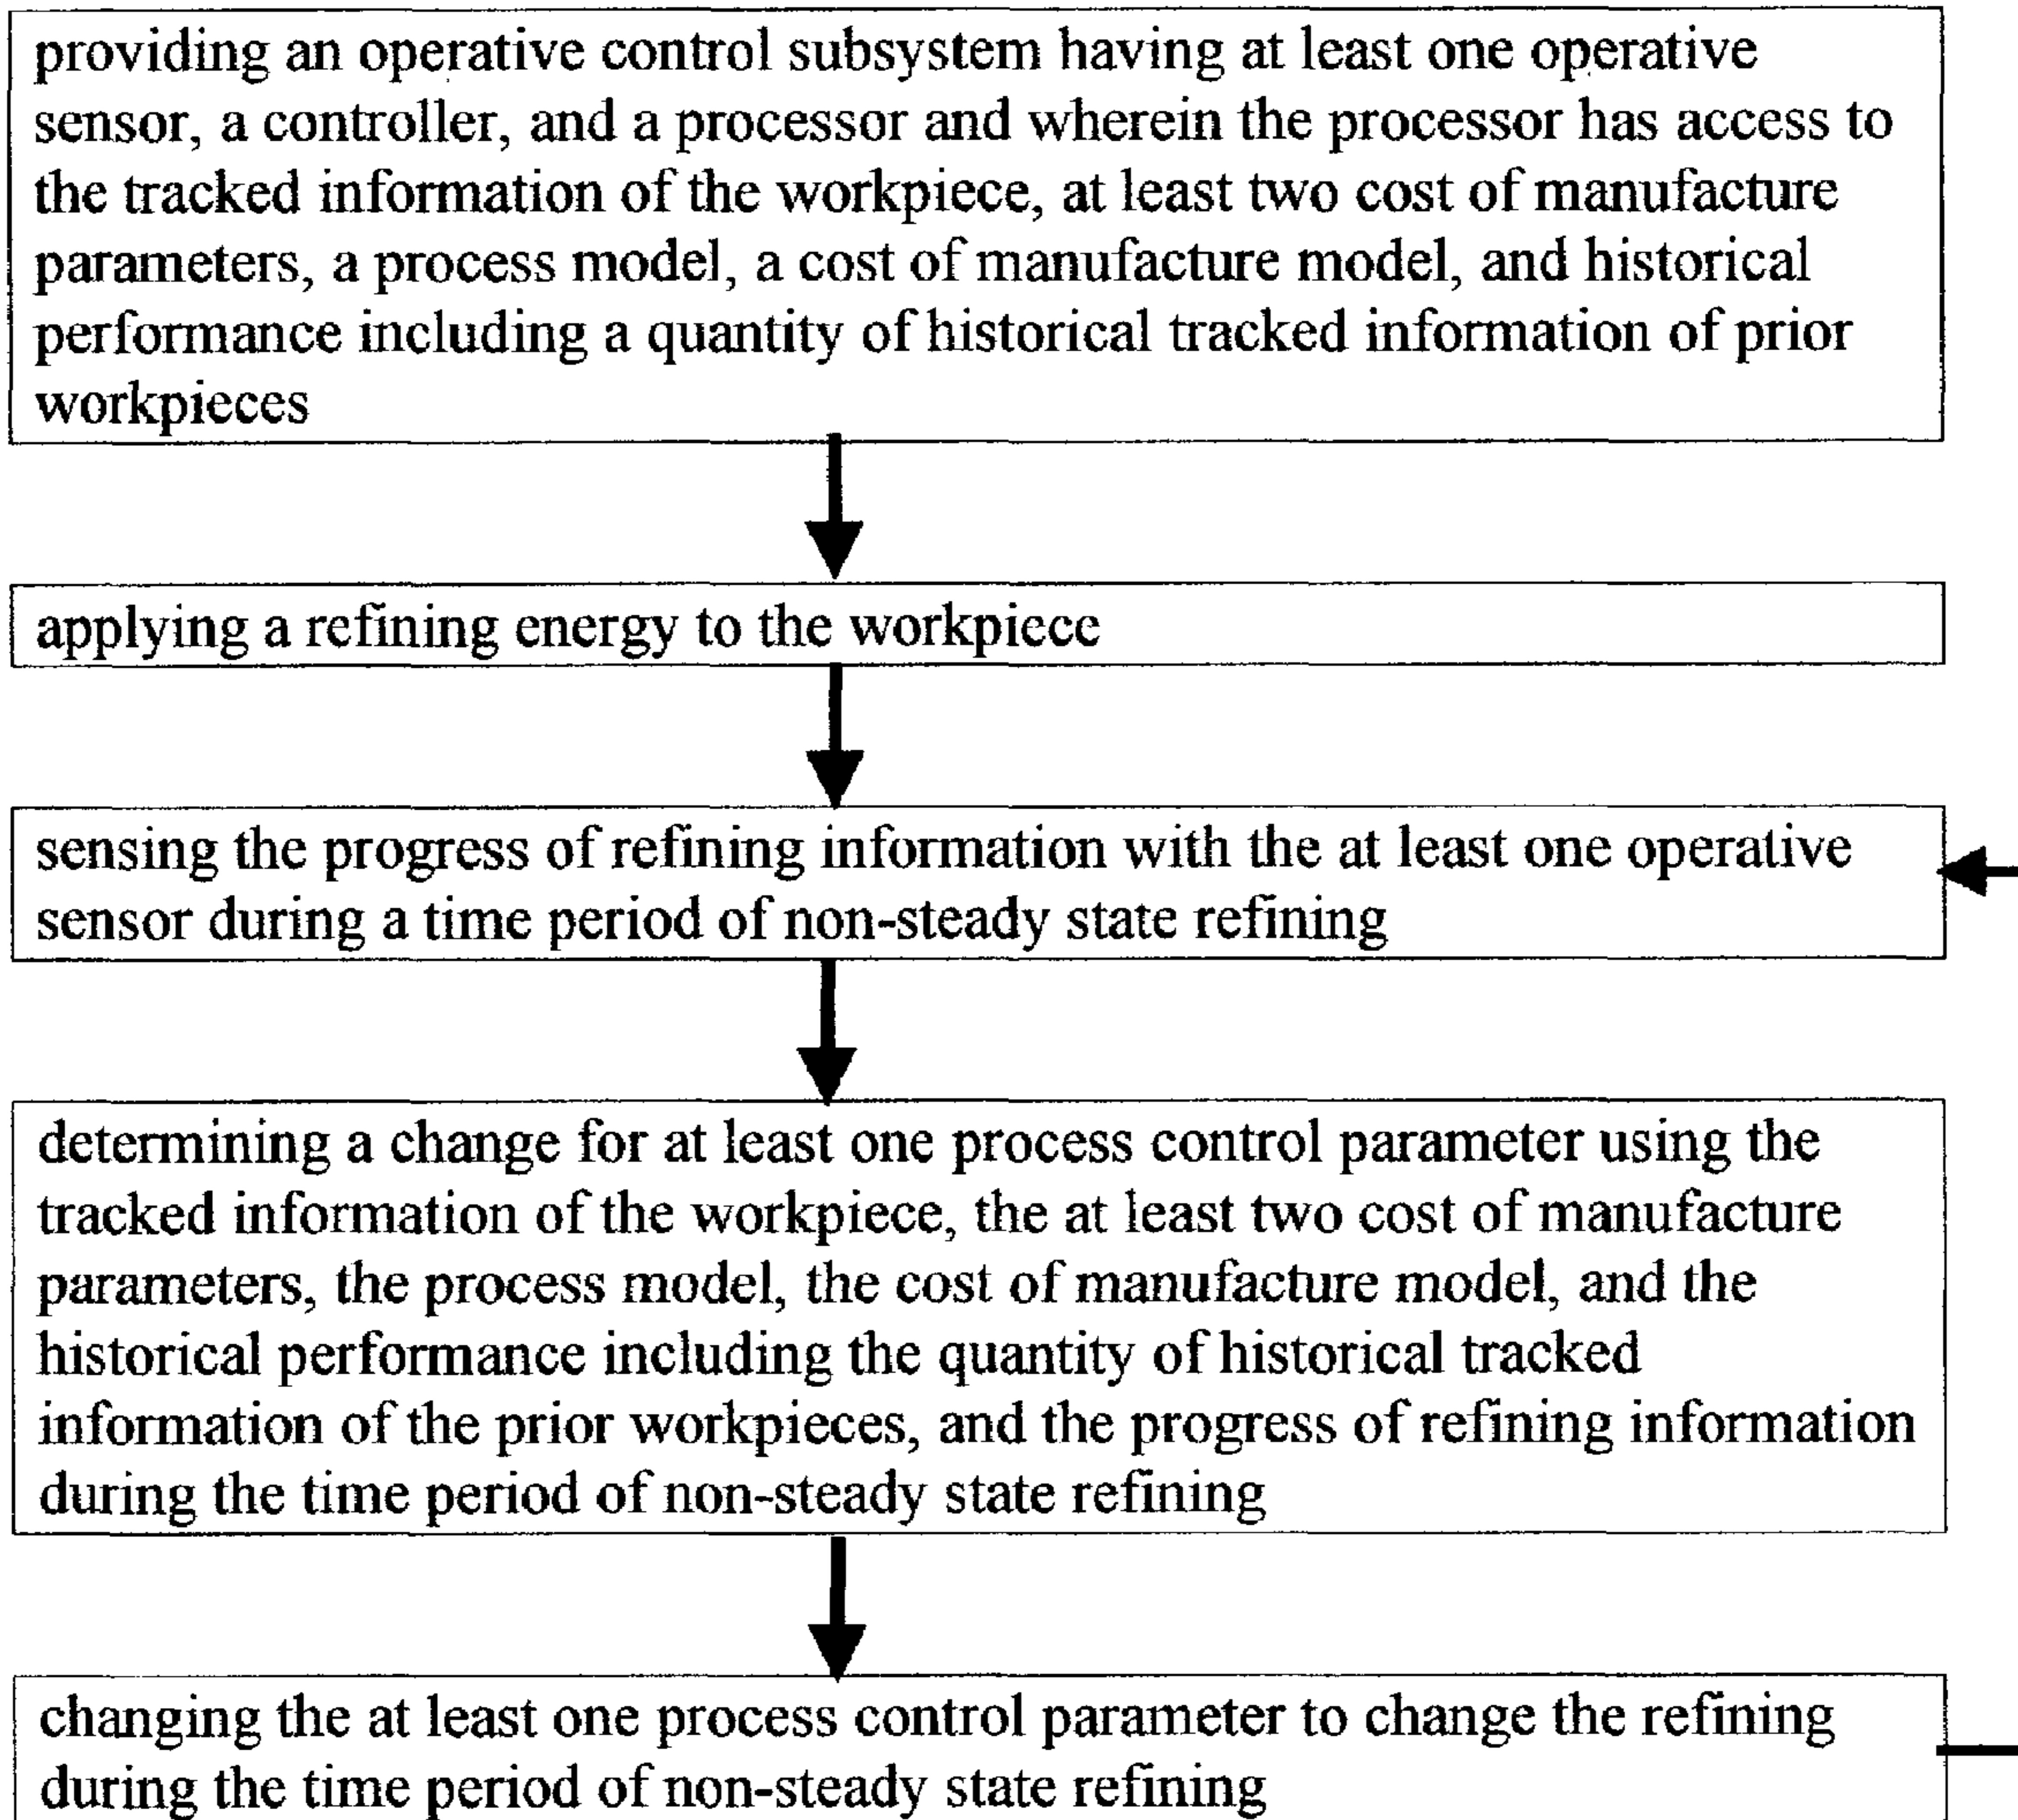 providing an operative control subsystem having at least one operative
sensor, a controller, and a processor and wherein the processor has access to
the tracked information of the workpiece, at least two cost of manufacture
parameters, a process model, a cost of manufacture model, and historical
performance including a quantity of historical tracked information of prior
workpieces
applying a refining energy to the workpiece
sensing the progress of refining information with the at least one operative
sensor during a time period of non-steady state refining
determining a change for at least one process control parameter using the
tracked information of the workpiece, the at least two cost of manufacture
parameters, the process model, the cost of manufacture model, and the
historical performance including the quantity of historical tracked
information of the prior workpieces, and the progress of refining information
during the time period of non-steady state refining
changing the at least one process control parameter to change the refining
during the time period of non-steady state refining